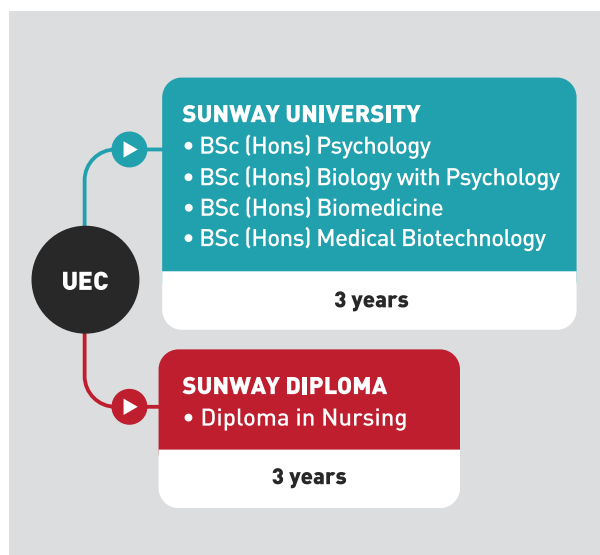 UEC
SUNWAY UNIVERSITY
• BSc (Hons) Psychology
• BSc (Hons) Biology with Psychology
• BSc (Hons) Biomedicine
• BSc (Hons) Medical Biotechnology
3 years
SUNWAY DIPLOMA
• Diploma in Nursing
3 years